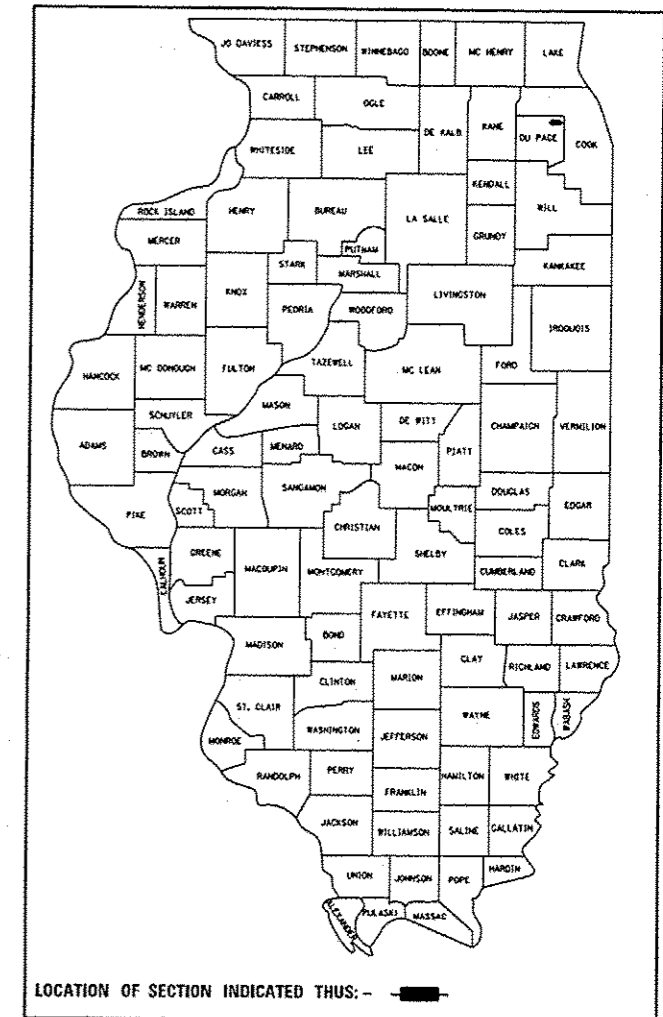 JO DAVIESS STEPHENSON WINNEBAGO BOONE MC HENRY LAKE
CARROLL OGLE DE KALB KANE DU PAGE COOK
WHITESIDE LEE
KENDALL WILL
ROCK ISLAND HENRY BUREAU LA SALLE GRUNDY
MERCER PUTNAM
KANKAKEE
STARK MARSHALL
HENDERSON WARREN KNOX PEORIA WOODFORD LIVINGSTON IROQUOIS
HANCOCK MC DONOUGH FULTON TAZEWELL MC LEAN FORD
MASON
SCHUYLER LOGAN DE WITT CHAMPAIGN VERMILION
ADAMS BROWN CASS MENARD PIATT
MACON
PIKE SCOTT MORGAN SANGAMON DOUGLAS EDGAR
CHRISTIAN MOULTRIE
COLES
CALHOUN GREENE MACOUPIN MONTGOMERY SHELBY CUMBERLAND CLARK
JERSEY
FAYETTE EFFINGHAM JASPER CRAWFORD
MADISON BOND
CLAY RICHLAND LAWRENCE
CLINTON MARION
ST. CLAIR WAYNE EDWARDS WABASH
MONROE WASHINGTON JEFFERSON
RANDOLPH PERRY HAMILTON WHITE
FRANKLIN
JACKSON WILLIAMSON SALINE GALLATIN
UNION JOHNSON POPE HARDIN
ALEXANDER PULASKI MASSAC
LOCATION OF SECTION INDICATED THUS: -